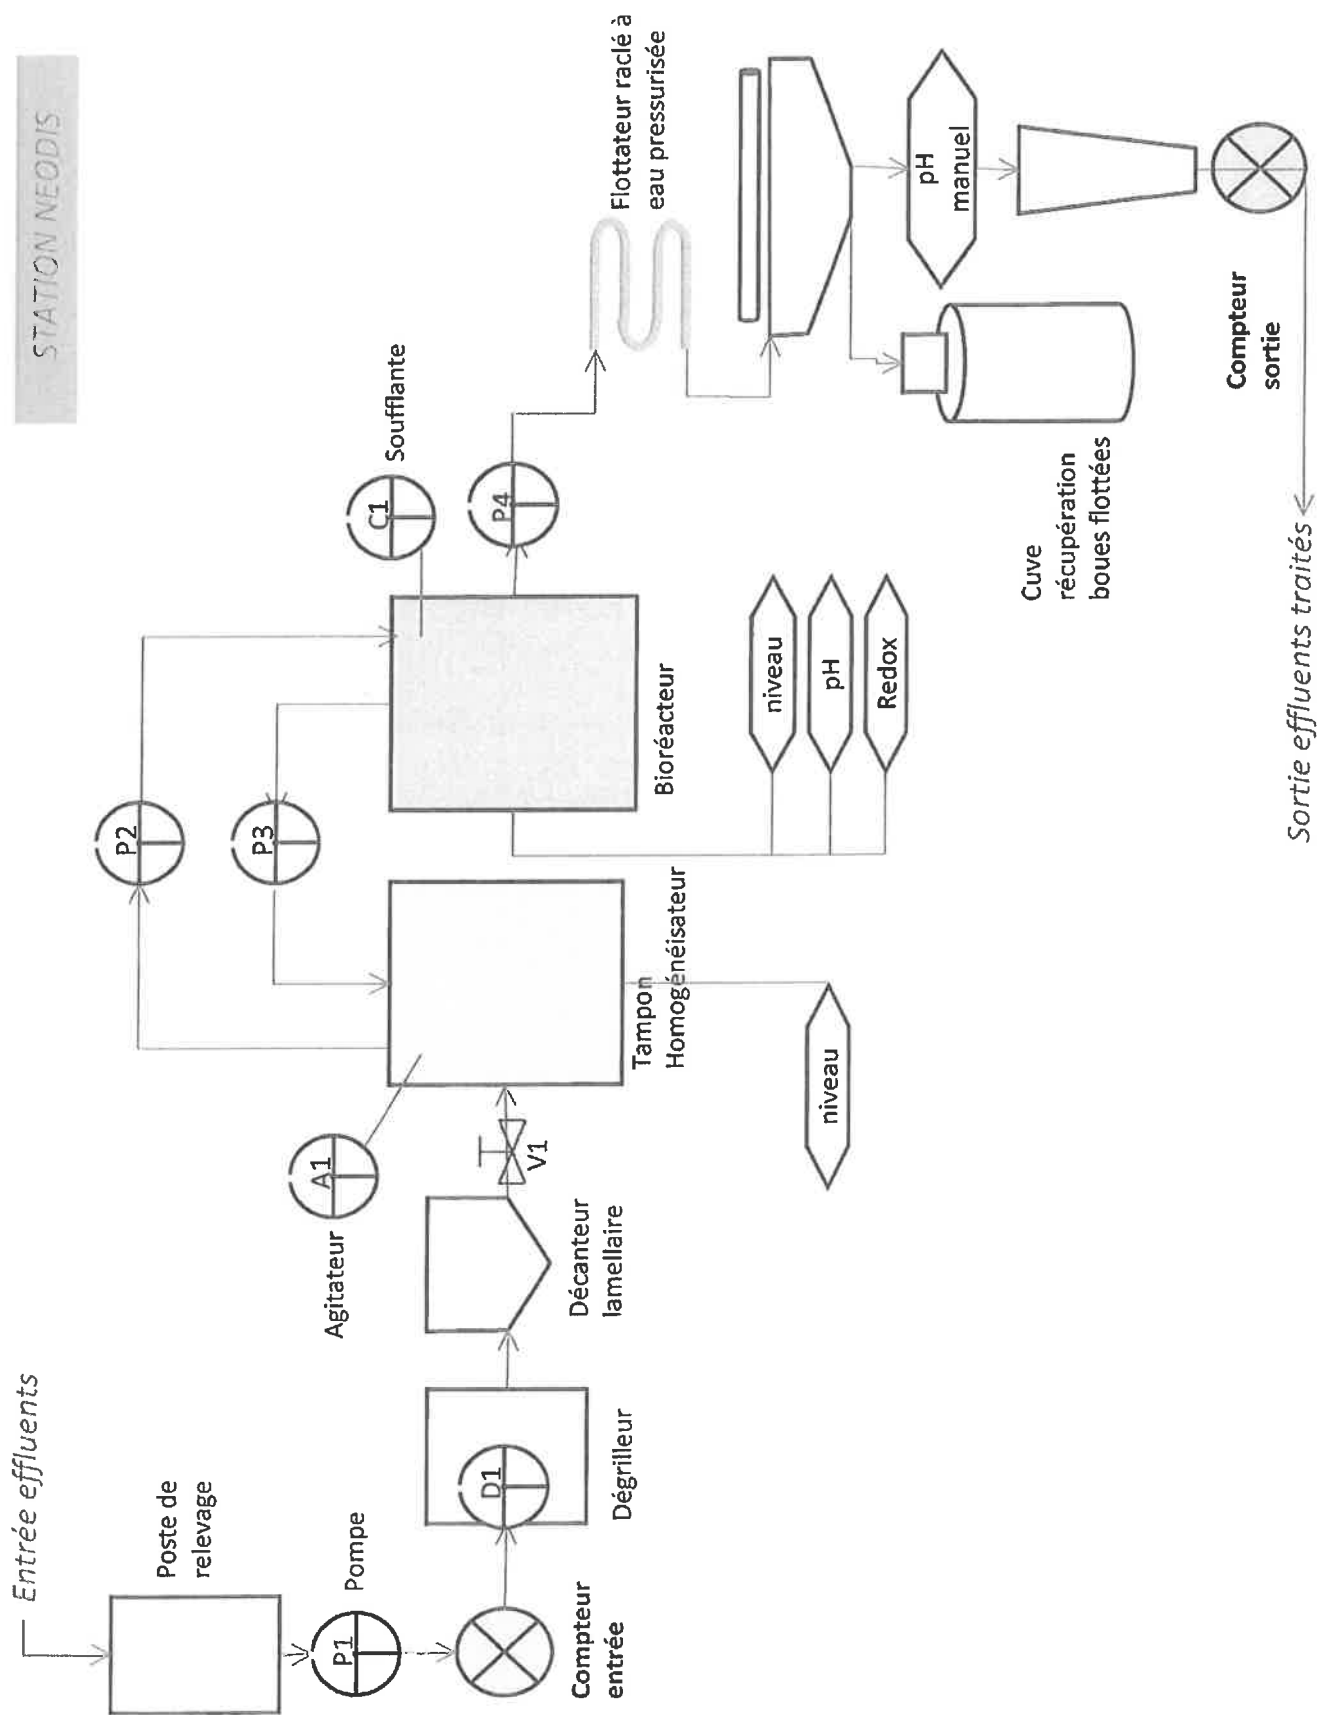 STATION NEODIS
Entrée effluents
Poste de
relevage
P1
Pompe
Compteur
entrée
D1
Dégrilleur
Décanteur
lamellaire
V1
A1
Agitateur
Tampon
Homogénéisateur
niveau
P2
P3
Bioréacteur
niveau
pH
Redox
C1
Soufflante
P4
Flottateur raclé à
eau pressurisée
Cuve
récupération
boues flottées
pH
manuel
Compteur
sortie
Sortie effluents traités